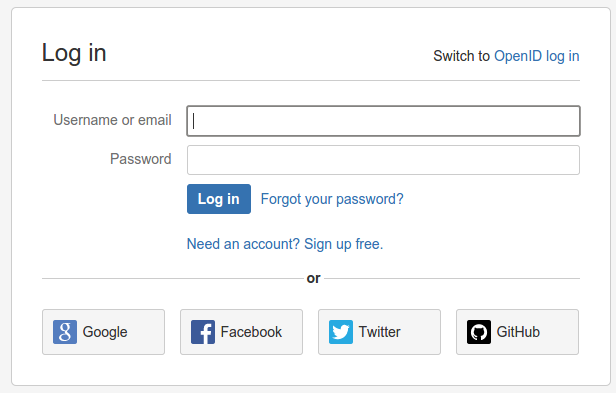 Log in
Switch to OpenID log in
Username or email
Password
Log in Forgot your password?
Need an account? Sign up free.
or
Google Facebook Twitter GitHub